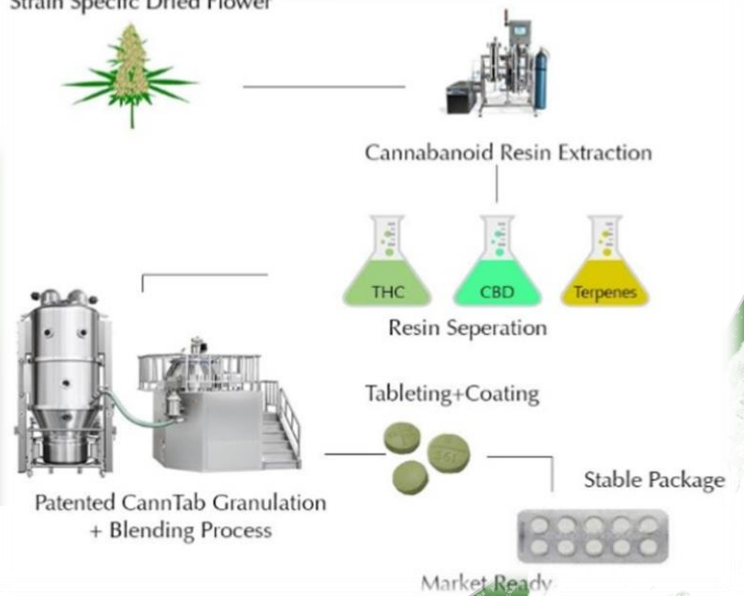 Strain Specifc Dried Flower
Cannabanoid Resin Extraction
THC
CBD
Terpenes
Resin Seperation
Tableting+Coating
Stable Package
Patented CannTab Granulation
+ Blending Process
Market Ready